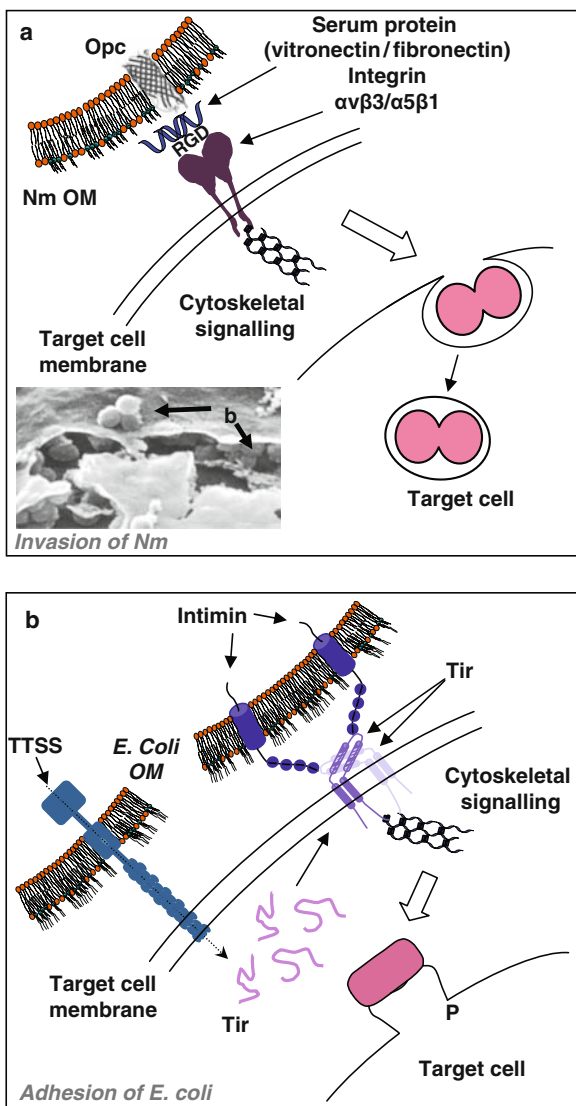 a
Opc
Serum protein
(vitronectin/fibronectin)
Integrin
αvβ3/α5β1
RGD
Nm OM
Cytoskeletal
signalling
Target cell
membrane
b
Target cell
Invasion of Nm
b
Intimin
Tir
TTSS
E. Coli
OM
Cytoskeletal
signalling
Target cell
membrane
Tir
P
Target cell
Adhesion of E. coli